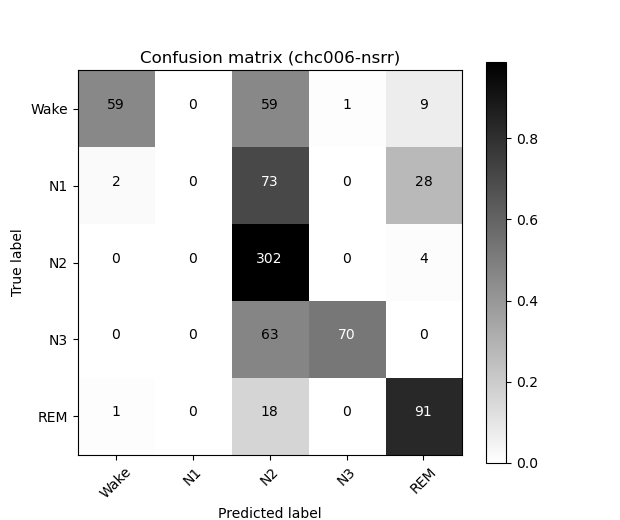 Confusion matrix (chc006-nsrr)
Wake 59 0 59 1 9
N1 2 0 73 0 28
N2 0 0 302 0 4
N3 0 0 63 70 0
REM 1 0 18 0 91
True label
Wake N1 N2 N3 REM
Predicted label
0.8
0.6
0.4
0.2
0.0